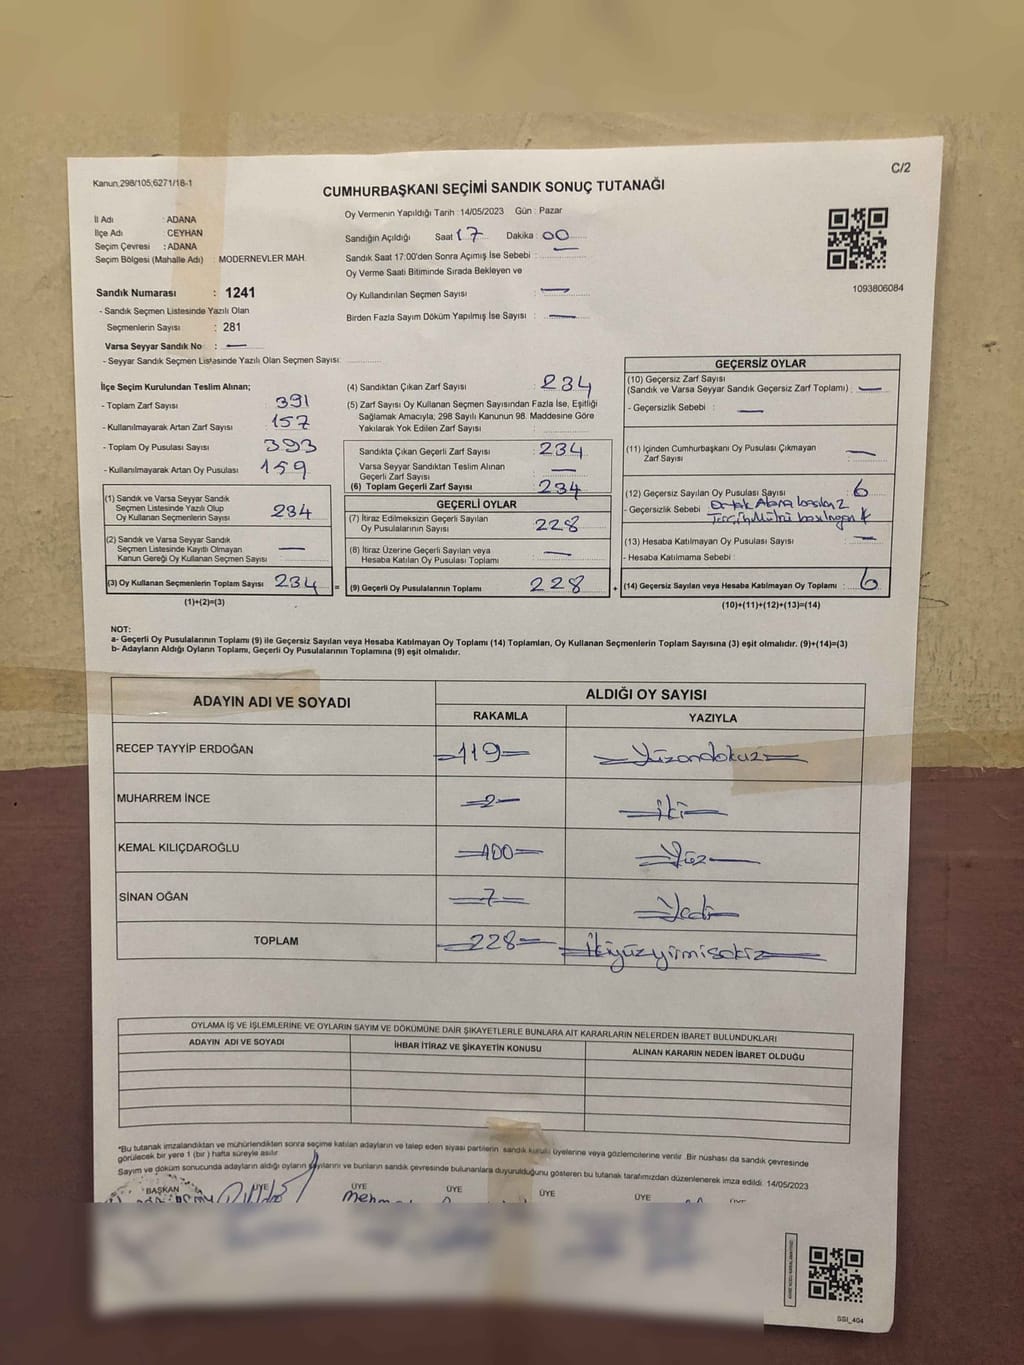 Kanun,298/105;6271/18-1
C/2
CUMHURBAŞKANI SEÇİMİ SANDIK SONUÇ TUTANAĞI
İl Adı : ADANA
İlçe Adı : CEYHAN
Seçim Çevresi : ADANA
Seçim Bölgesi (Mahalle Adı) : MODERNEVLER MAH.
Sandık Numarası : 1241
- Sandık Seçmen Listesinde Yazılı Olan
Seçmenlerin Sayısı : 281
Varsa Seyyar Sandık No : —
- Seyyar Sandık Seçmen Listesinde Yazılı Olan Seçmen Sayısı:
Oy Vermenin Yapıldığı Tarih : 14/05/2023 Gün : Pazar
Sandığın Açıldığı Saat 17 Dakika : 00
Sandık Saat 17:00'den Sonra Açımış İse Sebebi : —
Oy Verme Saati Bitiminde Sırada Bekleyen ve
Oy Kullandırılan Seçmen Sayısı : —
Birden Fazla Sayım Döküm Yapılmış İse Sayısı : —
1093806084
İlçe Seçim Kurulundan Teslim Alınan;
- Toplam Zarf Sayısı 391
- Kullanılmayarak Artan Zarf Sayısı : 157
- Toplam Oy Pusulası Sayısı : 393
- Kullanılmayarak Artan Oy Pusulası : 159
(1) Sandık ve Varsa Seyyar Sandık
Seçmen Listesinde Yazılı Olup
Oy Kullanan Seçmenlerin Sayısı : 234
(2) Sandık ve Varsa Seyyar Sandık
Seçmen Listesinde Kayıtlı Olmayan
Kanun Gereği Oy Kullanan Seçmen Sayısı : —
(3) Oy Kullanan Seçmenlerin Toplam Sayısı : 234 =
(1)+(2)=(3)
(4) Sandıktan Çıkan Zarf Sayısı : 234
(5) Zarf Sayısı Oy Kullanan Seçmen Sayısından Fazla İse, Eşitliği
Sağlamak Amacıyla; 298 Sayılı Kanunun 98. Maddesine Göre
Yakılarak Yok Edilen Zarf Sayısı :
Sandıkta Çıkan Geçerli Zarf Sayısı : 234
Varsa Seyyar Sandıktan Teslim Alınan
Geçerli Zarf Sayısı : —
(6) Toplam Geçerli Zarf Sayısı : 234
GEÇERLİ OYLAR
(7) İtiraz Edilmeksizin Geçerli Sayılan
Oy Pusulalarının Sayısı : 228
(8) İtiraz Üzerine Geçerli Sayılan veya
Hesaba Katılan Oy Pusulası Toplamı : —
(9) Geçerli Oy Pusulalarının Toplamı : 228 +
GEÇERSİZ OYLAR
(10) Geçersiz Zarf Sayısı
(Sandık ve Varsa Seyyar Sandık Geçersiz Zarf Toplamı) : —
- Geçersizlik Sebebi : —
(11) İçinden Cumhurbaşkanı Oy Pusulası Çıkmayan
Zarf Sayısı : —
(12) Geçersiz Sayılan Oy Pusulası Sayısı : 6
- Geçersizlik Sebebi : Ortak Alana basılan 2
(13) Hesaba Katılmayan Oy Pusulası Sayısı : —
- Hesaba Katılmama Sebebi :
(14) Geçersiz Sayılan veya Hesaba Katılmayan Oy Toplamı : 6
(10)+(11)+(12)+(13)=(14)
NOT:
a- Geçerli Oy Pusulalarının Toplamı (9) ile Geçersiz Sayılan veya Hesaba Katılmayan Oy Toplamı (14) Toplamları, Oy Kullanan Seçmenlerin Toplam Sayısına (3) eşit olmalıdır. (9)+(14)=(3)
b- Adayların Aldığı Oyların Toplamı, Geçerli Oy Pusulalarının Toplamına (9) eşit olmalıdır.
ADAYIN ADI VE SOYADI ALDIĞI OY SAYISI
RAKAMLA YAZIYLA
RECEP TAYYİP ERDOĞAN 119 Yüzondokuz
MUHARREM İNCE 2 iki
KEMAL KILIÇDAROĞLU 100 Yüz
SİNAN OĞAN 7 Yedi
TOPLAM 228 İkiyüzyirmisekiz
OYLAMA İŞ VE İŞLEMLERİNE VE OYLARIN SAYIM VE DÖKÜMÜNE DAİR ŞİKAYETLERLE BUNLARA AİT KARARLARIN NELERDEN İBARET BULUNDUKLARI
ADAYIN ADI VE SOYADI İHBAR İTİRAZ VE ŞİKAYETİN KONUSU ALINAN KARARIN NEDEN İBARET OLDUĞU
*Bu tutanak imzalandıktan ve mühürlendikten sonra seçime katılan adayların ve talep eden siyasi partilerin sandık kurulu üyelerine veya gözlemcilerine verilir. Bir nüshası da sandık çevresinde
görülecek bir yere 1 (bir) hafta süreyle asılır.
Sayım ve döküm sonucunda adayların aldığı oyların sayılarını ve bunların sandık çevresinde bulunanlara duyurulduğunu gösteren bu tutanak tarafımızdan düzenlenerek imza edildi. 14/05/2023
BAŞKAN ÜYE ÜYE ÜYE ÜYE ÜYE ÜYE
SSI_404